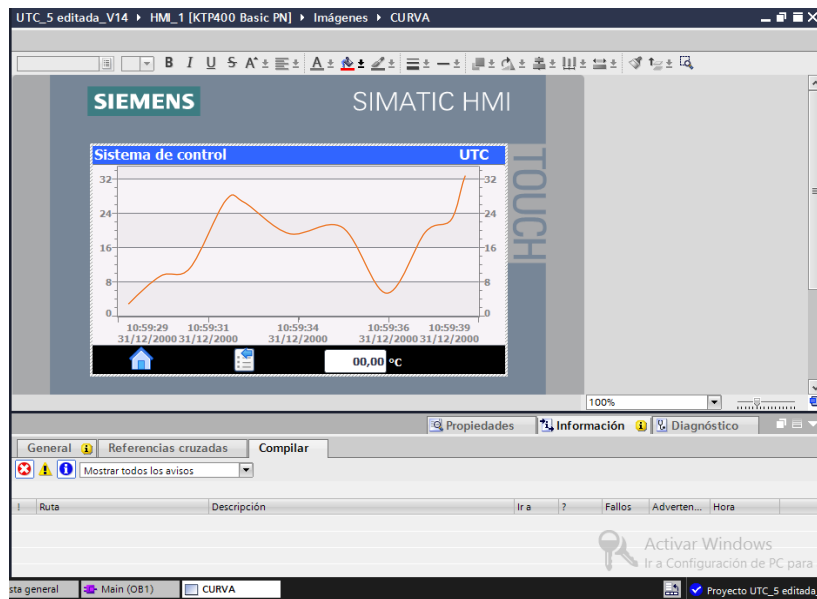 UTC_5 editada_V14 ▸ HMI_1 [KTP400 Basic PN] ▸ Imágenes ▸ CURVA
B I U S A A
SIEMENS SIMATIC HMI
TOUCH
Sistema de control UTC
32 32
24 24
16 16
8 8
0 0
10:59:29 10:59:31 10:59:34 10:59:36 10:59:39
31/12/2000 31/12/2000 31/12/2000 31/12/2000 31/12/2000
00,00 °C
100%
Propiedades Información Diagnóstico
General Referencias cruzadas Compilar
Mostrar todos los avisos
! Ruta Descripción Ir a ? Fallos Adverten... Hora
Activar Windows
Ir a Configuración de PC para
sta general Main (OB1) CURVA Proyecto UTC_5 editada_